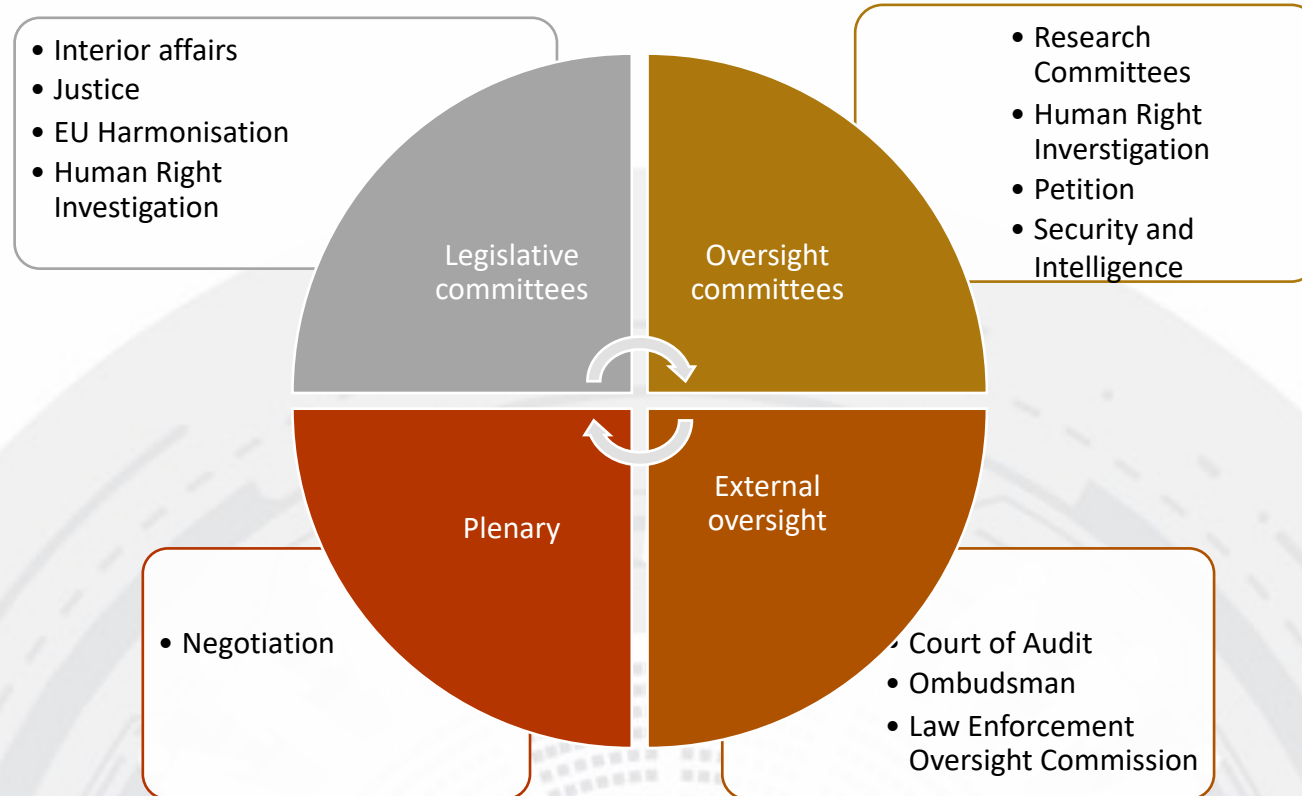 • Interior affairs
• Justice
• EU Harmonisation
• Human Right
Investigation
• Research
Committees
• Human Right
Inverstigation
• Petition
• Security and
Intelligence
Legislative
committees
Oversight
committees
Plenary
External
oversight
• Negotiation
• Court of Audit
• Ombudsman
• Law Enforcement
Oversight Commission